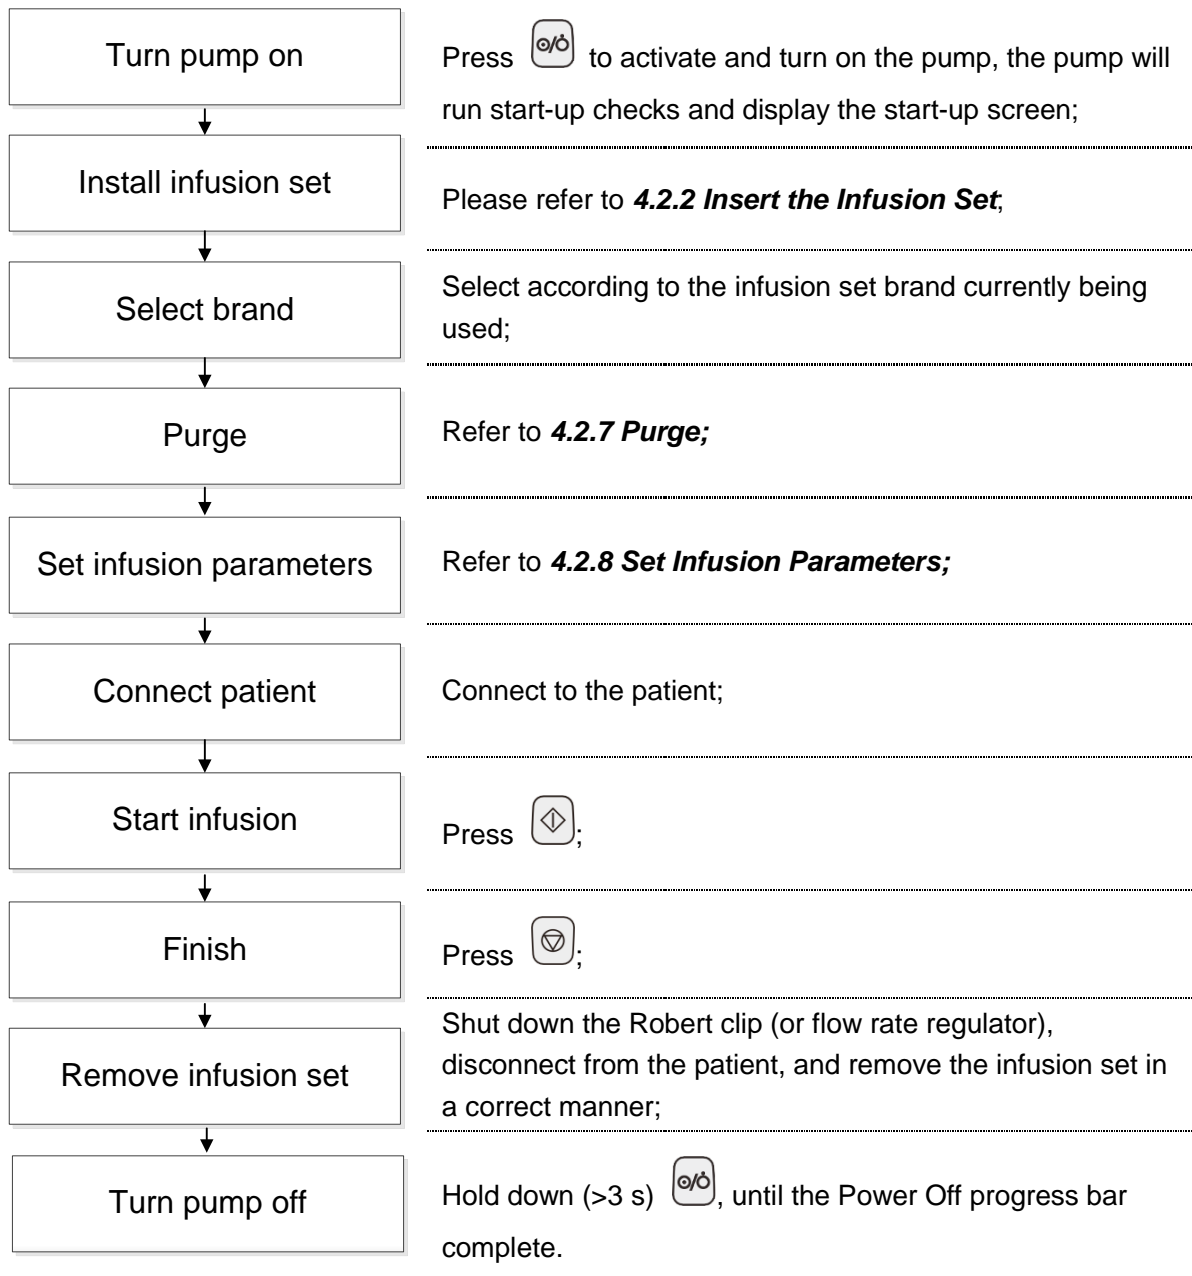 Turn pump on
Press to activate and turn on the pump, the pump will
run start-up checks and display the start-up screen;
Install infusion set
Please refer to 4.2.2 Insert the Infusion Set;
Select brand
Select according to the infusion set brand currently being
used;
Purge
Refer to 4.2.7 Purge;
Set infusion parameters
Refer to 4.2.8 Set Infusion Parameters;
Connect patient
Connect to the patient;
Start infusion
Press ;
Finish
Press ;
Remove infusion set
Shut down the Robert clip (or flow rate regulator),
disconnect from the patient, and remove the infusion set in
a correct manner;
Turn pump off
Hold down (>3 s) , until the Power Off progress bar
complete.